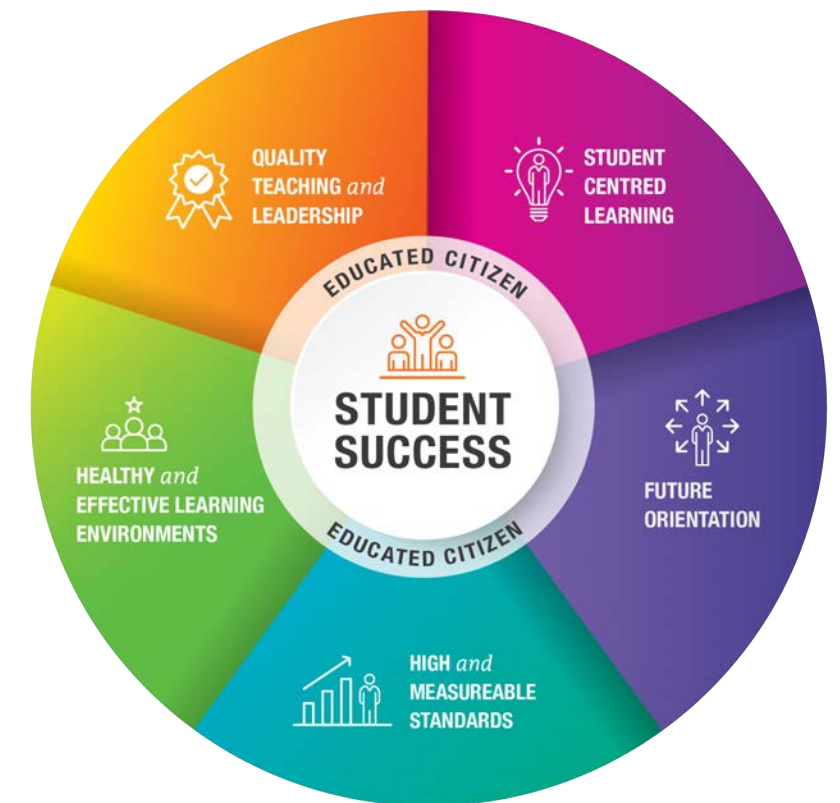 QUALITY
TEACHING and
LEADERSHIP
STUDENT
CENTRED
LEARNING
EDUCATED CITIZEN
STUDENT
SUCCESS
EDUCATED CITIZEN
HEALTHY and
EFFECTIVE LEARNING
ENVIRONMENTS
FUTURE
ORIENTATION
HIGH and
MEASUREABLE
STANDARDS